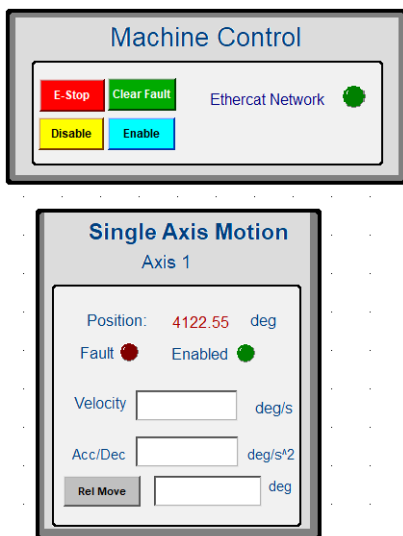 Machine Control
E-Stop Clear Fault Ethercat Network
Disable Enable
Single Axis Motion
Axis 1
Position: 4122.55 deg
Fault Enabled
Velocity deg/s
Acc/Dec deg/s^2
Rel Move deg